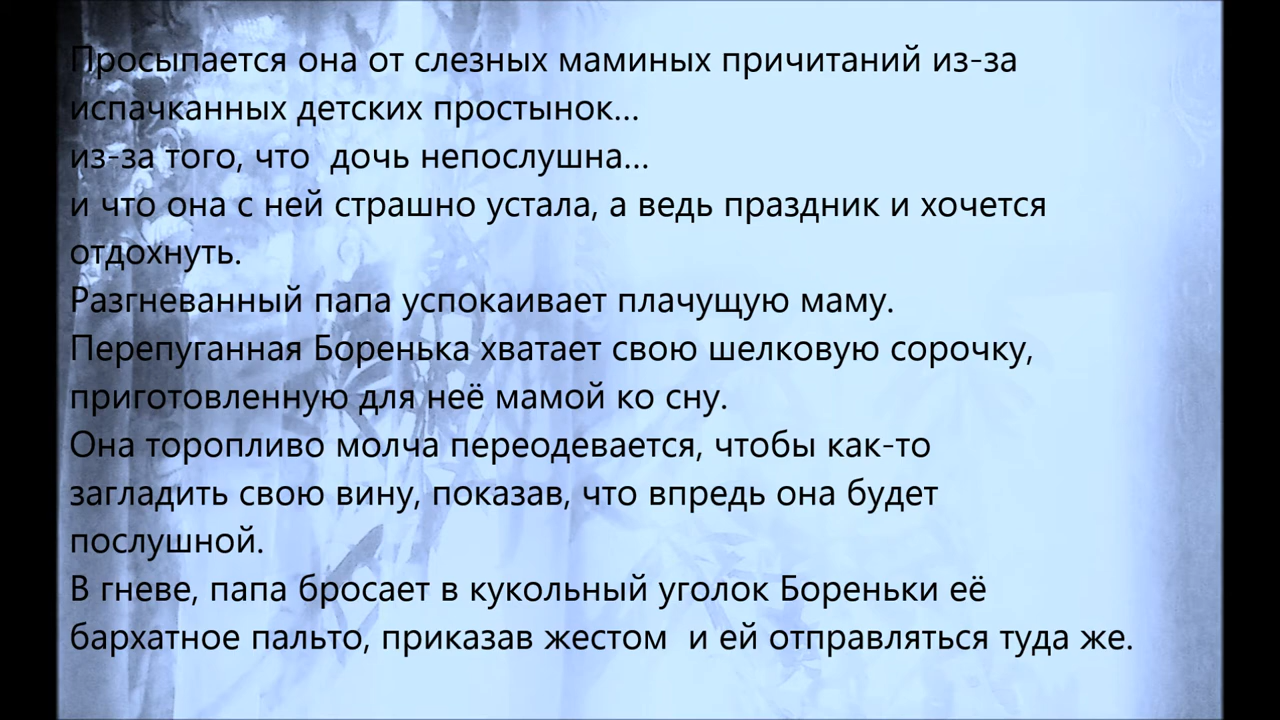 Просыпается она от слезных маминых причитаний из-за
испачканных детских простынок...
из-за того, что  дочь непослушна...
и что она с ней страшно устала, а ведь праздник и хочется
отдохнуть.
Разгневанный папа успокаивает плачущую маму.
Перепуганная Боренька хватает свою шелковую сорочку,
приготовленную для неё мамой ко сну.
Она торопливо молча переодевается, чтобы как-то
загладить свою вину, показав, что впредь она будет
послушной.
В гневе, папа бросает в кукольный уголок Бореньки её
бархатное пальто, приказав жестом  и ей отправляться туда же.